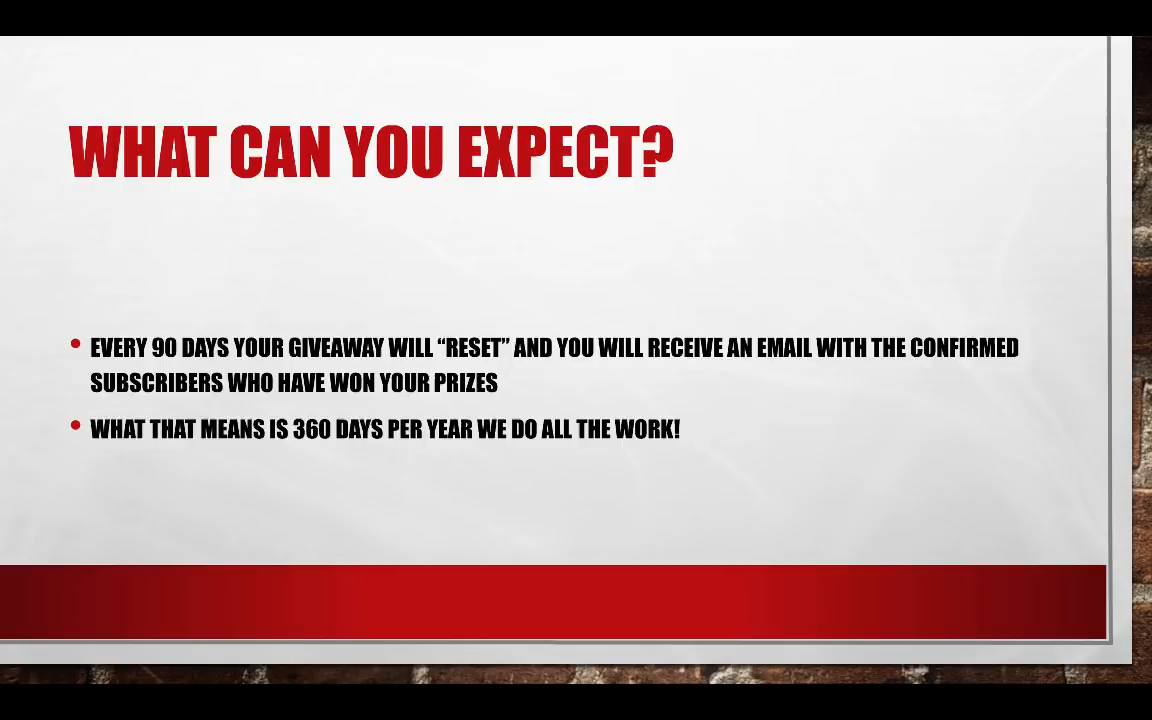 WHAT CAN YOU EXPECT?
• EVERY 90 DAYS YOUR GIVEAWAY WILL “RESET” AND YOU WILL RECEIVE AN EMAIL WITH THE CONFIRMED
SUBSCRIBERS WHO HAVE WON YOUR PRIZES
• WHAT THAT MEANS IS 360 DAYS PER YEAR WE DO ALL THE WORK!